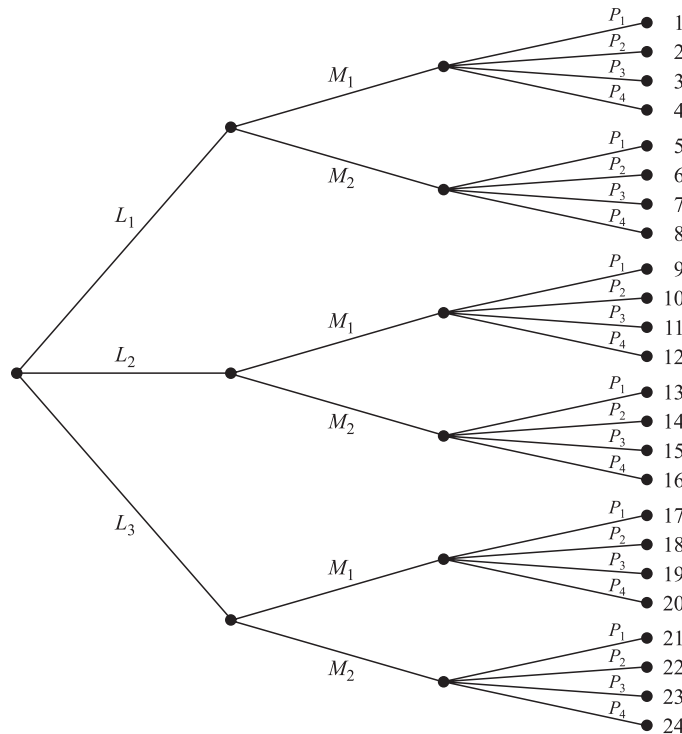 P1 1
P2 2
P3 3
P4 4
M1
P1 5
P2 6
P3 7
P4 8
M2
L1
P1 9
P2 10
P3 11
P4 12
M1
L2
P1 13
P2 14
P3 15
P4 16
M2
P1 17
P2 18
P3 19
P4 20
L3
M1
P1 21
P2 22
P3 23
P4 24
M2